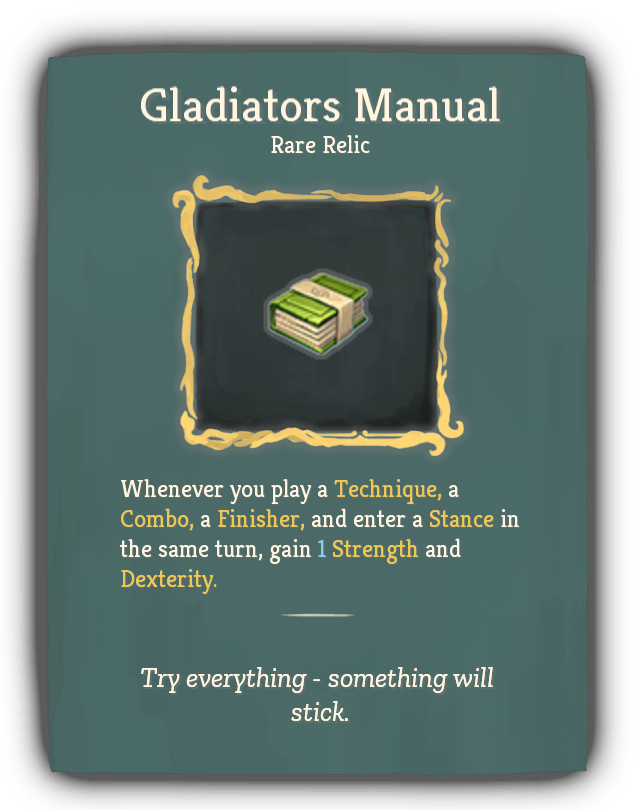 Gladiators Manual
Rare Relic
Whenever you play a Technique, a
Combo, a Finisher, and enter a Stance in
the same turn, gain 1 Strength and
Dexterity.
Try everything - something will
stick.